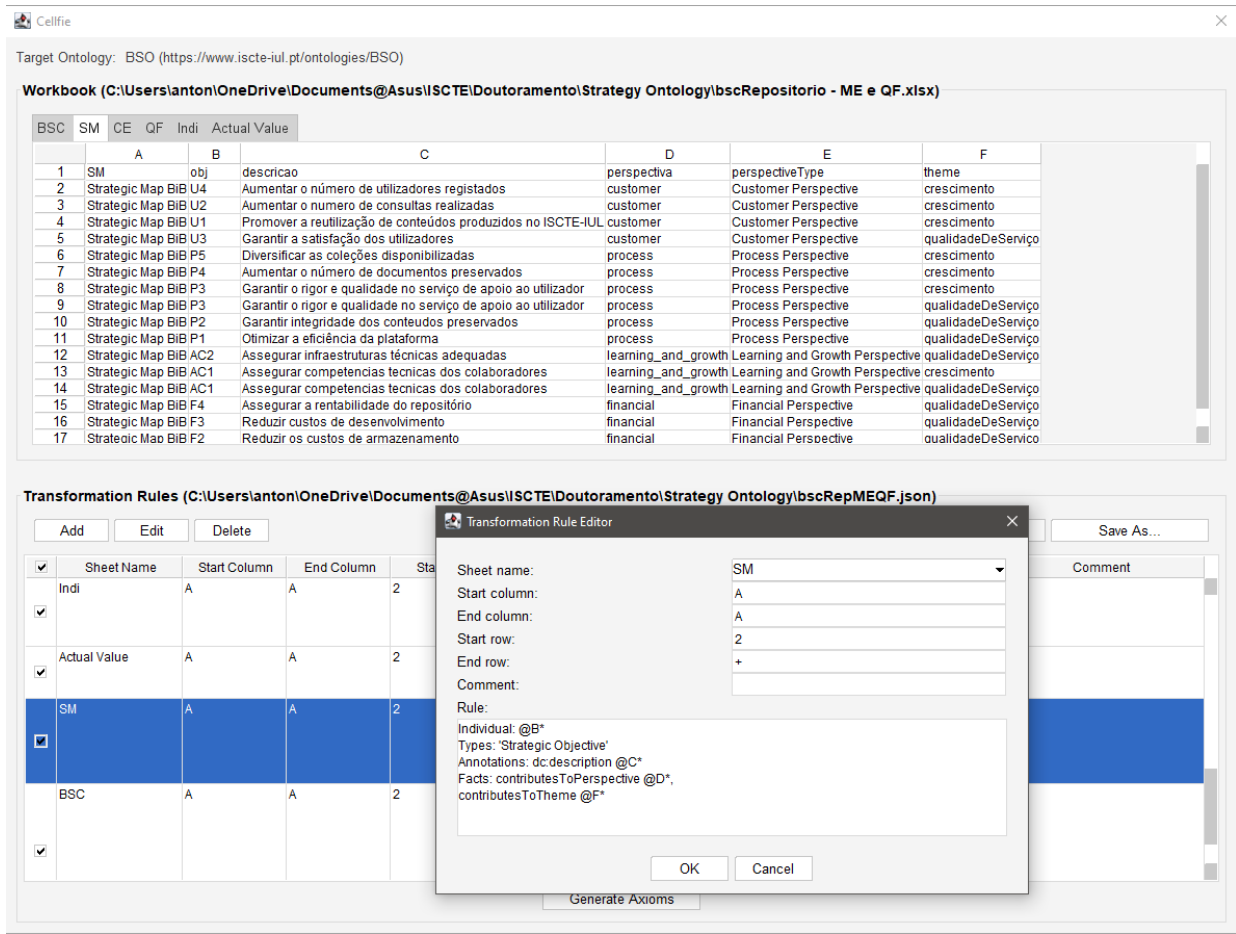 Cellfie
Target Ontology: BSO (https://www.iscte-iul.pt/ontologies/BSO)
Workbook (C:\Users\anton\OneDrive\Documents@Asus\ISCTE\Doutoramento\Strategy Ontology\bscRepositorio - ME e QF.xlsx)
BSC SM CE QF Indi Actual Value
A B C D E F
1 SM obj descricao perspectiva perspectiveType theme
2 Strategic Map BiB U4 Aumentar o número de utilizadores registados customer Customer Perspective crescimento
3 Strategic Map BiB U2 Aumentar o numero de consultas realizadas customer Customer Perspective crescimento
4 Strategic Map BiB U1 Promover a reutilização de conteúdos produzidos no ISCTE-IUL customer Customer Perspective crescimento
5 Strategic Map BiB U3 Garantir a satisfação dos utilizadores customer Customer Perspective qualidadeDeServiço
6 Strategic Map BiB P5 Diversificar as coleções disponibilizadas process Process Perspective crescimento
7 Strategic Map BiB P4 Aumentar o número de documentos preservados process Process Perspective crescimento
8 Strategic Map BiB P3 Garantir o rigor e qualidade no serviço de apoio ao utilizador process Process Perspective crescimento
9 Strategic Map BiB P3 Garantir o rigor e qualidade no serviço de apoio ao utilizador process Process Perspective qualidadeDeServiço
10 Strategic Map BiB P2 Garantir integridade dos conteudos preservados process Process Perspective qualidadeDeServiço
11 Strategic Map BiB P1 Otimizar a eficiência da plataforma process Process Perspective qualidadeDeServiço
12 Strategic Map BiB AC2 Assegurar infraestruturas técnicas adequadas learning_and_growth Learning and Growth Perspective qualidadeDeServiço
13 Strategic Map BiB AC1 Assegurar competencias tecnicas dos colaboradores learning_and_growth Learning and Growth Perspective crescimento
14 Strategic Map BiB AC1 Assegurar competencias tecnicas dos colaboradores learning_and_growth Learning and Growth Perspective qualidadeDeServiço
15 Strategic Map BiB F4 Assegurar a rentabilidade do repositório financial Financial Perspective qualidadeDeServiço
16 Strategic Map BiB F3 Reduzir custos de desenvolvimento financial Financial Perspective qualidadeDeServiço
17 Strategic Map BiB F2 Reduzir os custos de armazenamento financial Financial Perspective qualidadeDeServiço
Transformation Rules (C:\Users\anton\OneDrive\Documents@Asus\ISCTE\Doutoramento\Strategy Ontology\bscRepMEQF.json)
Add Edit Delete Save As...
Sheet Name Start Column End Column Sta Comment
Indi A A 2
Actual Value A A 2
SM A A 2
BSC A A 2
Transformation Rule Editor
Sheet name: SM
Start column: A
End column: A
Start row: 2
End row: +
Comment:
Rule:
Individual: @B*
Types: 'Strategic Objective'
Annotations: dc:description @C*
Facts: contributesToPerspective @D*,
contributesToTheme @F*
OK Cancel
Generate Axioms